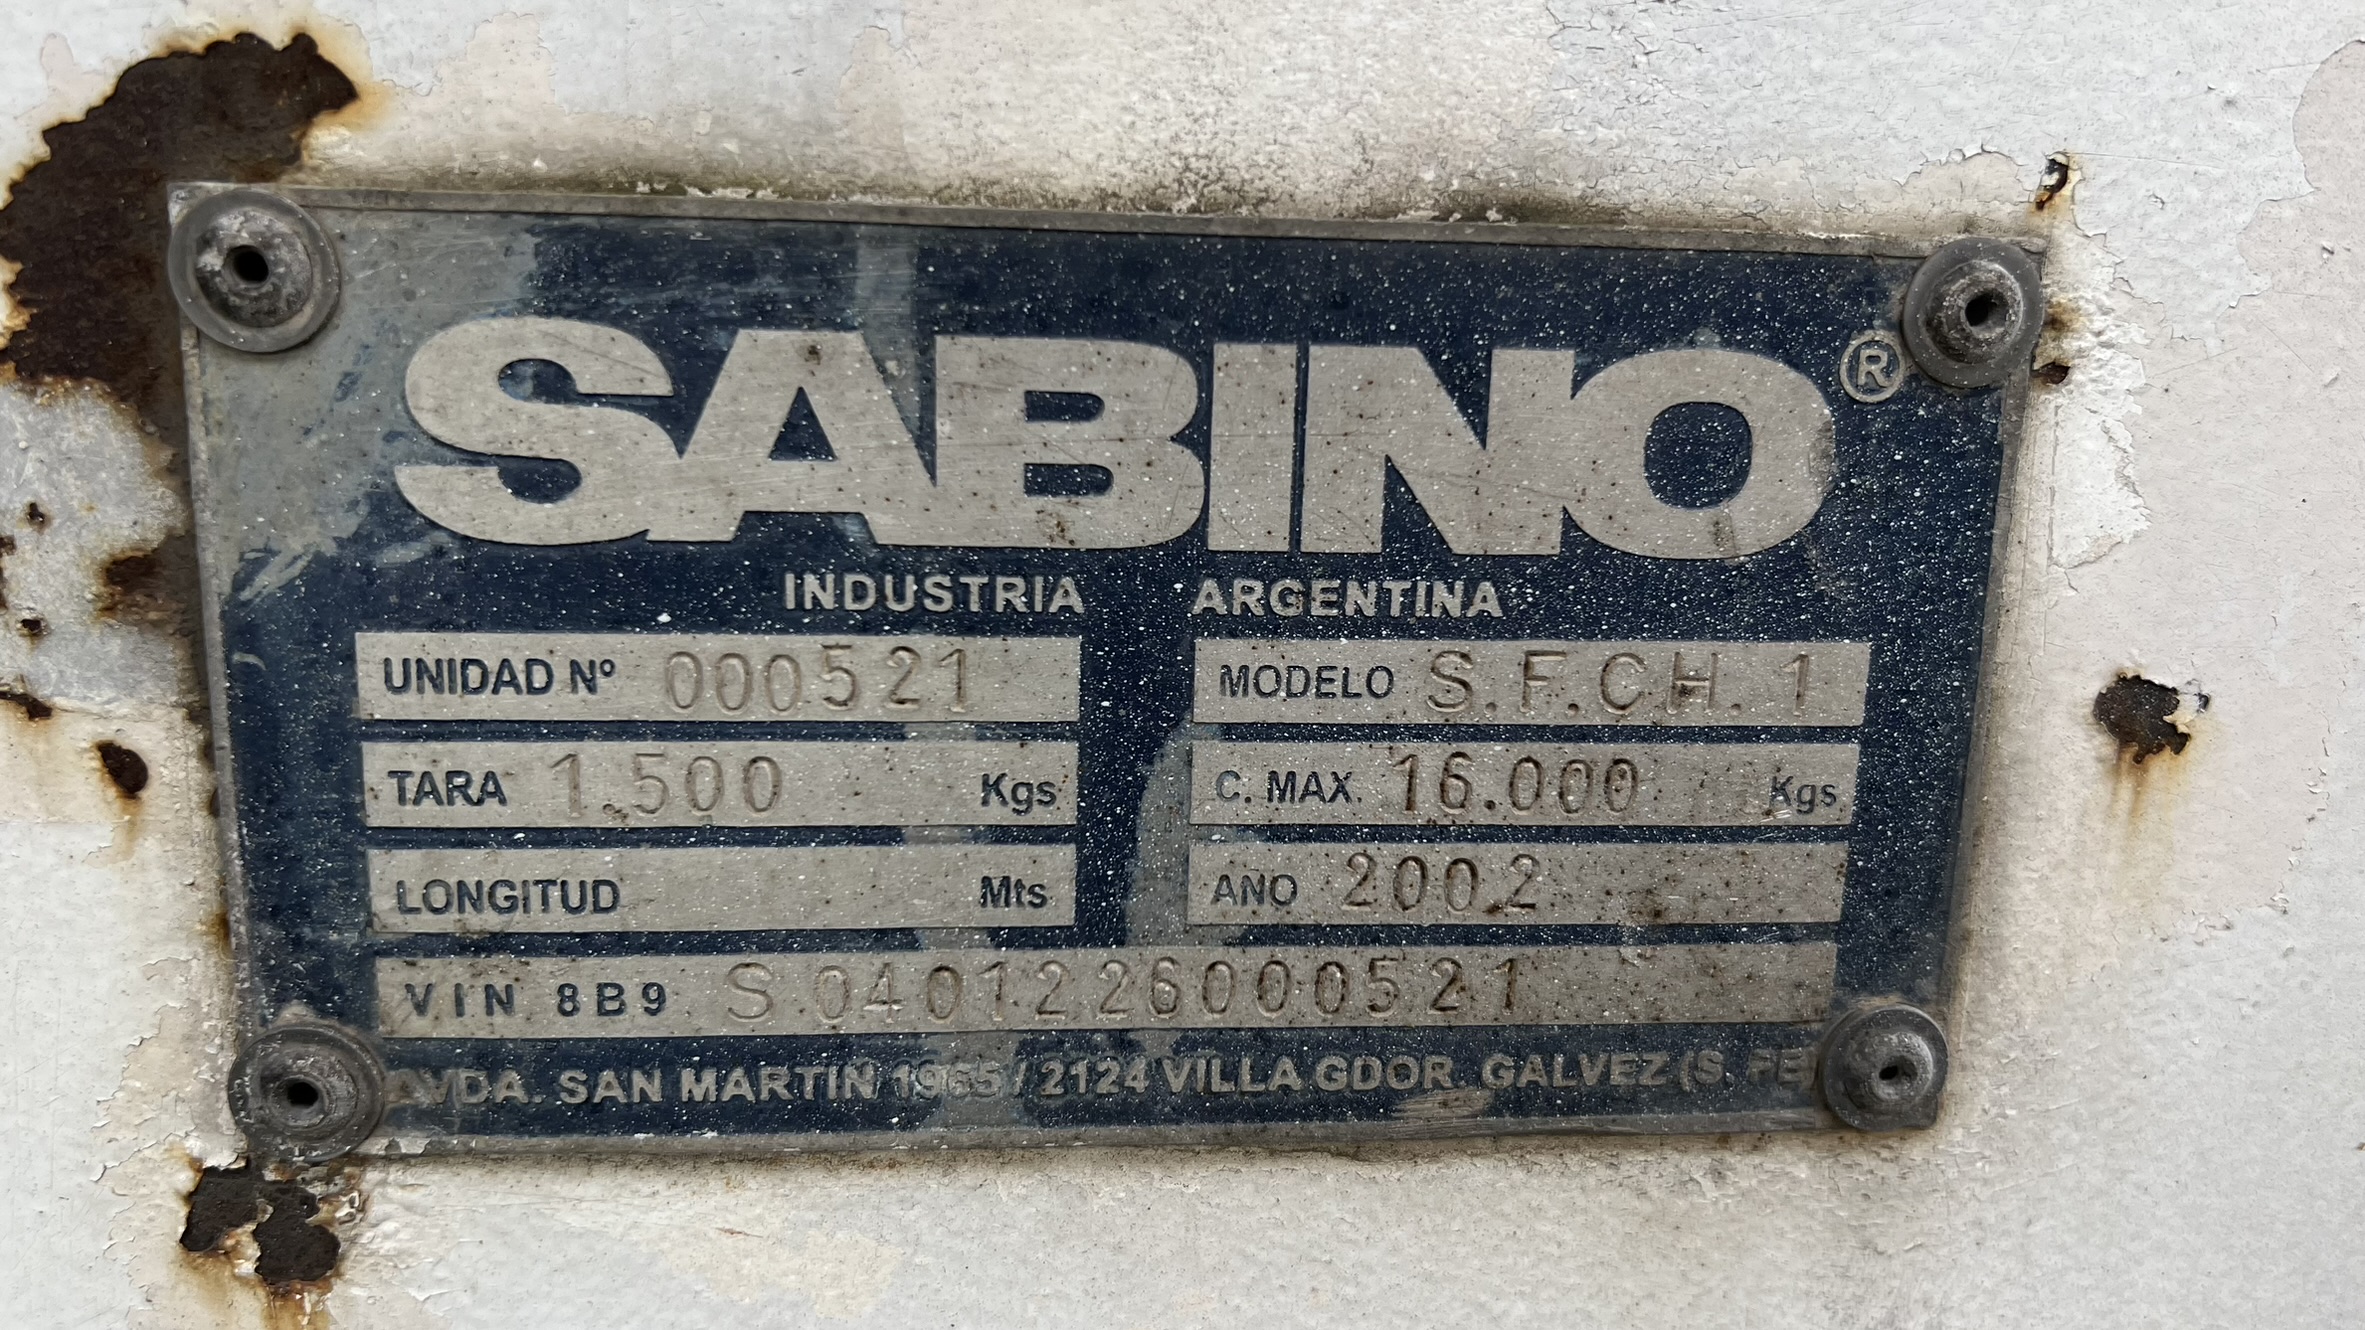 SABINO®
INDUSTRIA ARGENTINA
UNIDAD Nº 000521 MODELO S.F.CH.1
TARA 1.500 Kgs C. MAX. 16.000 Kgs
LONGITUD Mts AÑO 2002
VIN 8B9 S0401226000521
AVDA. SAN MARTIN 1965 / 2124 VILLA GDOR. GALVEZ (S. FE)